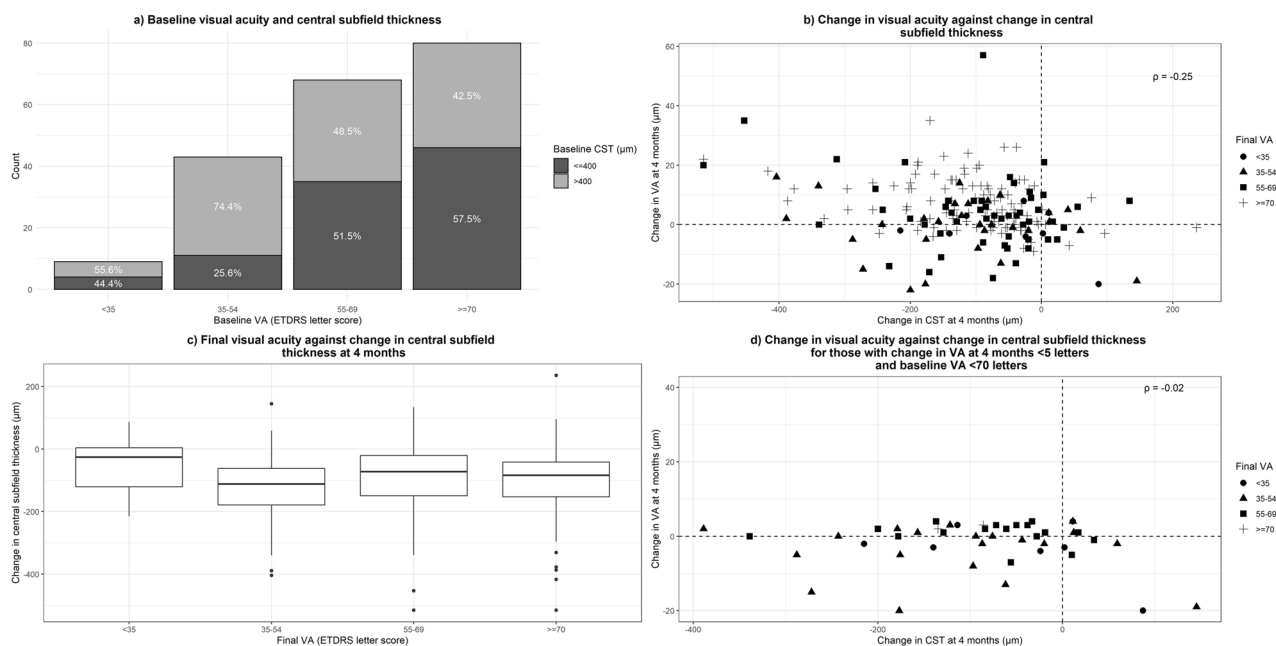 a) Baseline visual acuity and central subfield thickness
80
60
40
20
0
Count
42.5%
48.5%
74.4%
57.5%
51.5%
25.6%
55.6%
44.4%
<35
35-54
55-69
>=70
Baseline VA (ETDRS letter score)
Baseline CST (µm)
<=400
>400
b) Change in visual acuity against change in central
subfield thickness
60
40
20
0
-20
Change in VA at 4 months (µm)
ρ = -0.25
-400
-200
0
200
Change in CST at 4 months (µm)
Final VA
<35
35-54
55-69
>=70
c) Final visual acuity against change in central subfield
thickness at 4 months
200
0
-200
-400
Change in central subfield thickness (µm)
<35
35-54
55-69
>=70
Final VA (ETDRS letter score)
d) Change in visual acuity against change in central subfield thickness
for those with change in VA at 4 months <5 letters
and baseline VA <70 letters
40
20
0
-20
Change in VA at 4 months (µm)
ρ = -0.02
-400
-200
0
Change in CST at 4 months (µm)
Final VA
<35
35-54
55-69
>=70